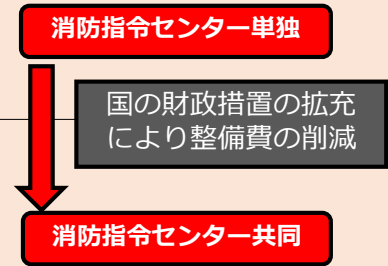 消防指令センター単独
国の財政措置の拡充
により整備費の削減
消防指令センター共同